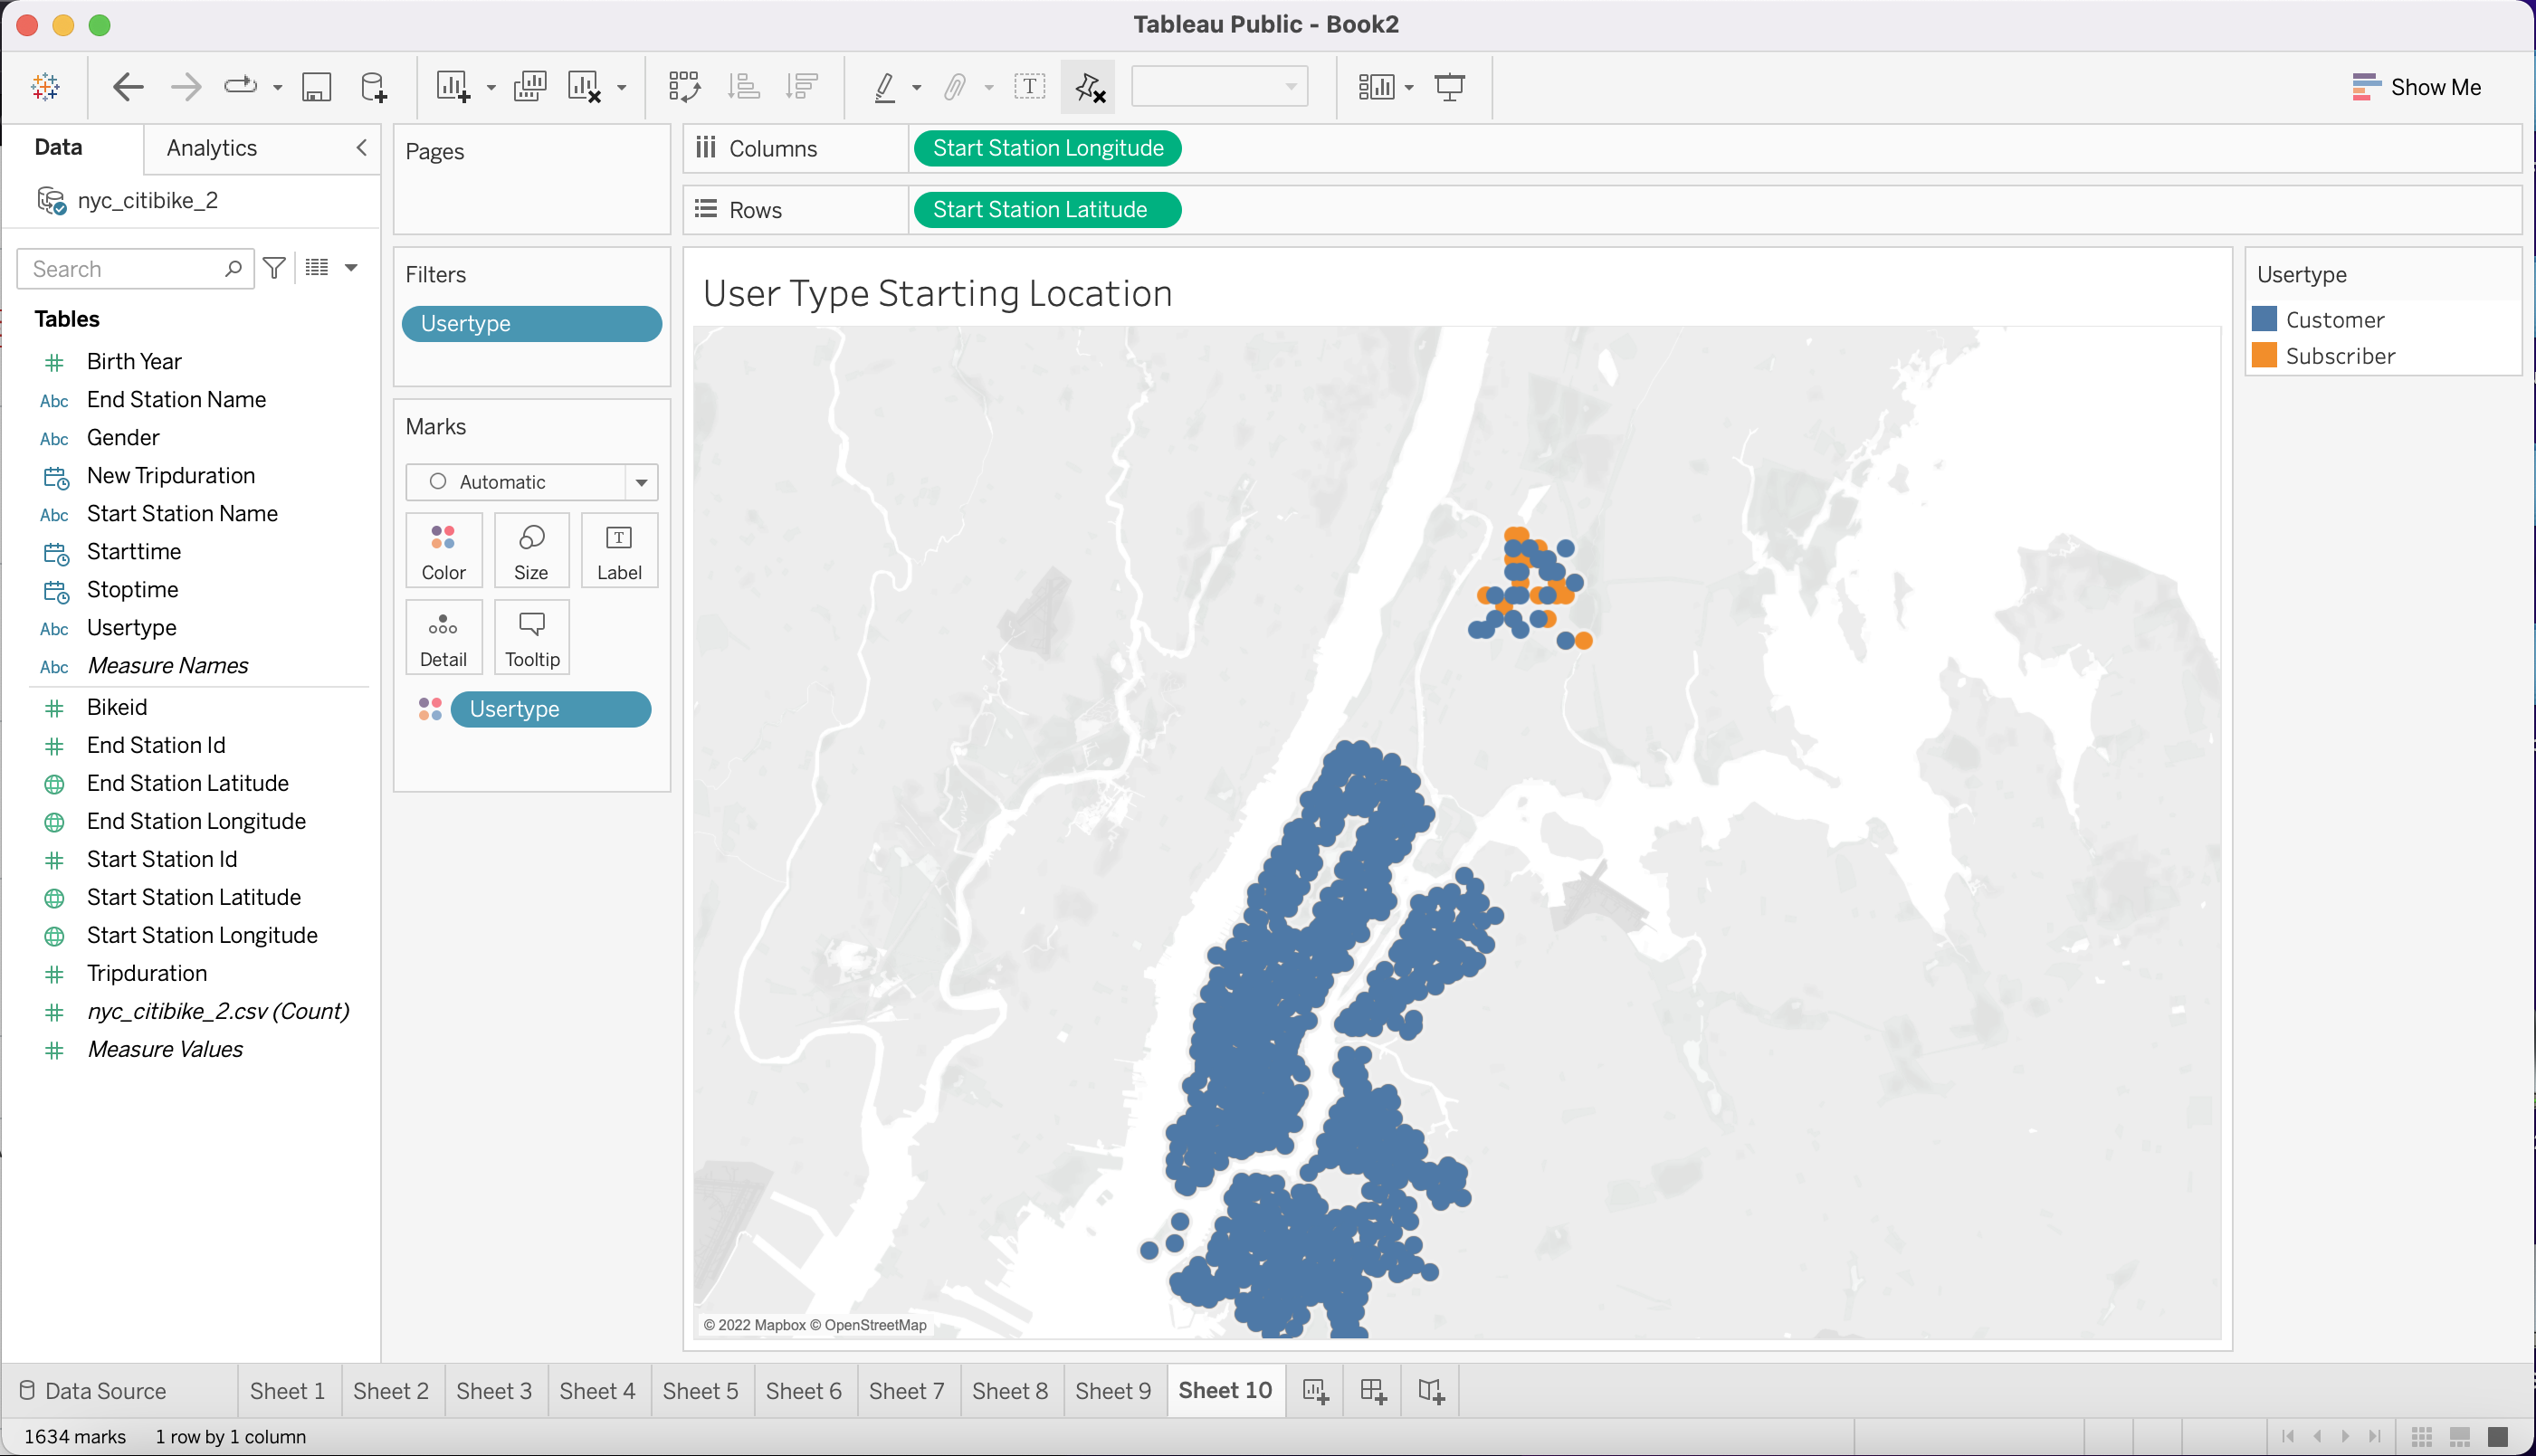 Tableau Public - Book2
Show Me
Data
Analytics
nyc_citibike_2
Search
Tables
# Birth Year
Abc End Station Name
Abc Gender
New Tripduration
Abc Start Station Name
Starttime
Stoptime
Abc Usertype
Abc Measure Names
# Bikeid
# End Station Id
End Station Latitude
End Station Longitude
# Start Station Id
Start Station Latitude
Start Station Longitude
# Tripduration
# nyc_citibike_2.csv (Count)
# Measure Values
Pages
Filters
Usertype
Marks
Automatic
Color Size Label
Detail Tooltip
Usertype
Columns Start Station Longitude
Rows Start Station Latitude
User Type Starting Location
© 2022 Mapbox © OpenStreetMap
Usertype
Customer
Subscriber
Data Source Sheet 1 Sheet 2 Sheet 3 Sheet 4 Sheet 5 Sheet 6 Sheet 7 Sheet 8 Sheet 9 Sheet 10
1634 marks 1 row by 1 column